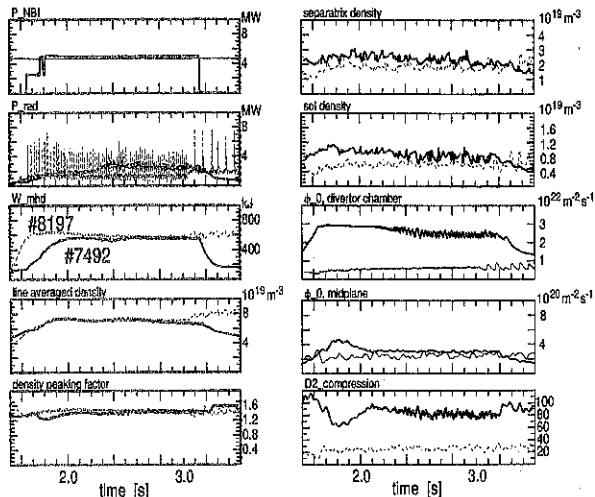 P_NBI
MW
8
4
P_rad
MW
8
4
W_mhd
kJ
800
400
#8197
#7492
line averaged density
10^19 m^-3
8
4
density peaking factor
1.6
1.2
0.8
0.4
2.0
3.0
time [s]
separatrix density
10^19 m^-3
3
2
1
sol density
10^19 m^-3
1.6
1.2
0.8
0.4
ϕ_0, divertor chamber
10^22 m^-2 s^-1
3
2
1
ϕ_0, midplane
10^20 m^-2 s^-1
8
4
D2_compression
100
80
60
40
20
2.0
3.0
time [s]